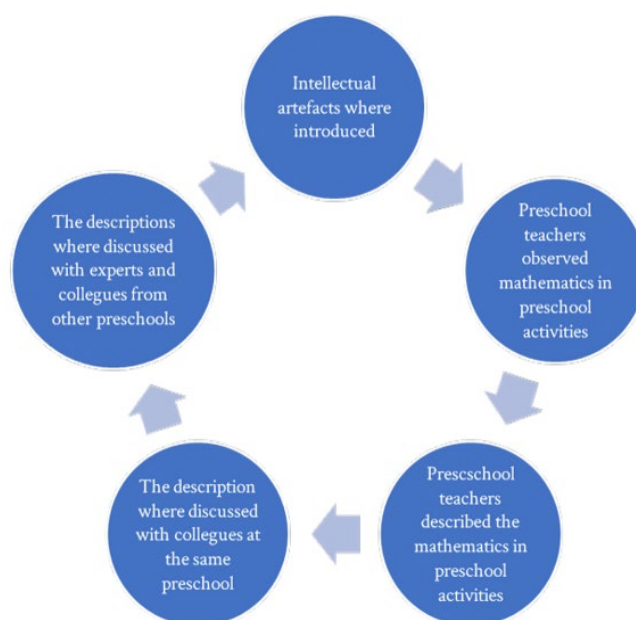 Intellectual
artefacts where
introduced
Preschool
teachers
observed
mathematics in
preschool
activities
Prescschool
teachers
described the
mathematics in
preschool
activities
The description
where discussed
with collegues at
the same
preschool
The descriptions
where discussed
with experts and
collegues from
other preschools